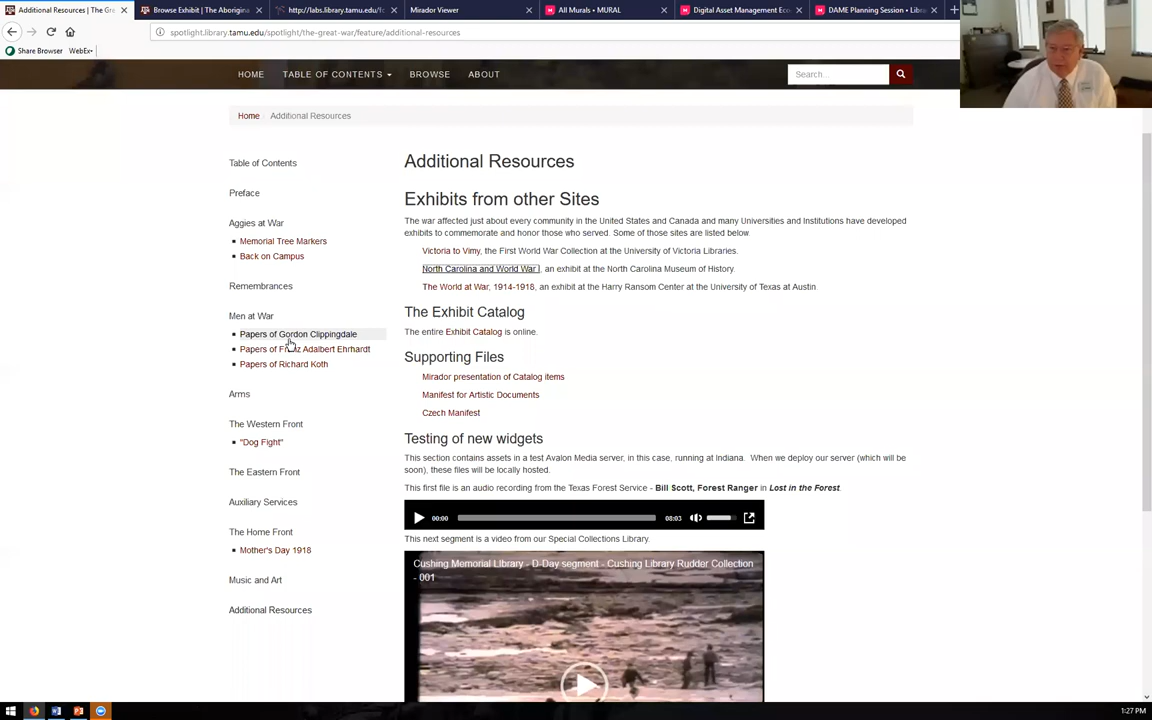 Additional Resources | The Gre
Browse Exhibit | The Aborigina
http://labs.library.tamu.edu/fo
Mirador Viewer
All Murals • MURAL
Digital Asset Management Eco
DAME Planning Session • Libra
spotlight.library.tamu.edu/spotlight/the-great-war/feature/additional-resources
Share Browser WebEx
HOME TABLE OF CONTENTS BROWSE ABOUT
Search...
Home Additional Resources
Table of Contents
Preface
Aggies at War
Memorial Tree Markers
Back on Campus
Remembrances
Men at War
Papers of Gordon Clippingdale
Papers of Franz Adalbert Ehrhardt
Papers of Richard Koth
Arms
The Western Front
"Dog Fight"
The Eastern Front
Auxiliary Services
The Home Front
Mother's Day 1918
Music and Art
Additional Resources
Additional Resources
Exhibits from other Sites
The war affected just about every community in the United States and Canada and many Universities and Institutions have developed
exhibits to commemorate and honor those who served. Some of those sites are listed below.
Victoria to Vimy, the First World War Collection at the University of Victoria Libraries.
North Carolina and World War I, an exhibit at the North Carolina Museum of History.
The World at War, 1914-1918, an exhibit at the Harry Ransom Center at the University of Texas at Austin
The Exhibit Catalog
The entire Exhibit Catalog is online.
Supporting Files
Mirador presentation of Catalog items
Manifest for Artistic Documents
Czech Manifest
Testing of new widgets
This section contains assets in a test Avalon Media server, in this case, running at Indiana. When we deploy our server (which will be
soon), these files will be locally hosted.
This first file is an audio recording from the Texas Forest Service - Bill Scott, Forest Ranger in Lost in the Forest.
00:00 08:03
This next segment is a video from our Special Collections Library.
Cushing Memorial Library - D-Day segment - Cushing Library Rudder Collection
- 001
1:27 PM